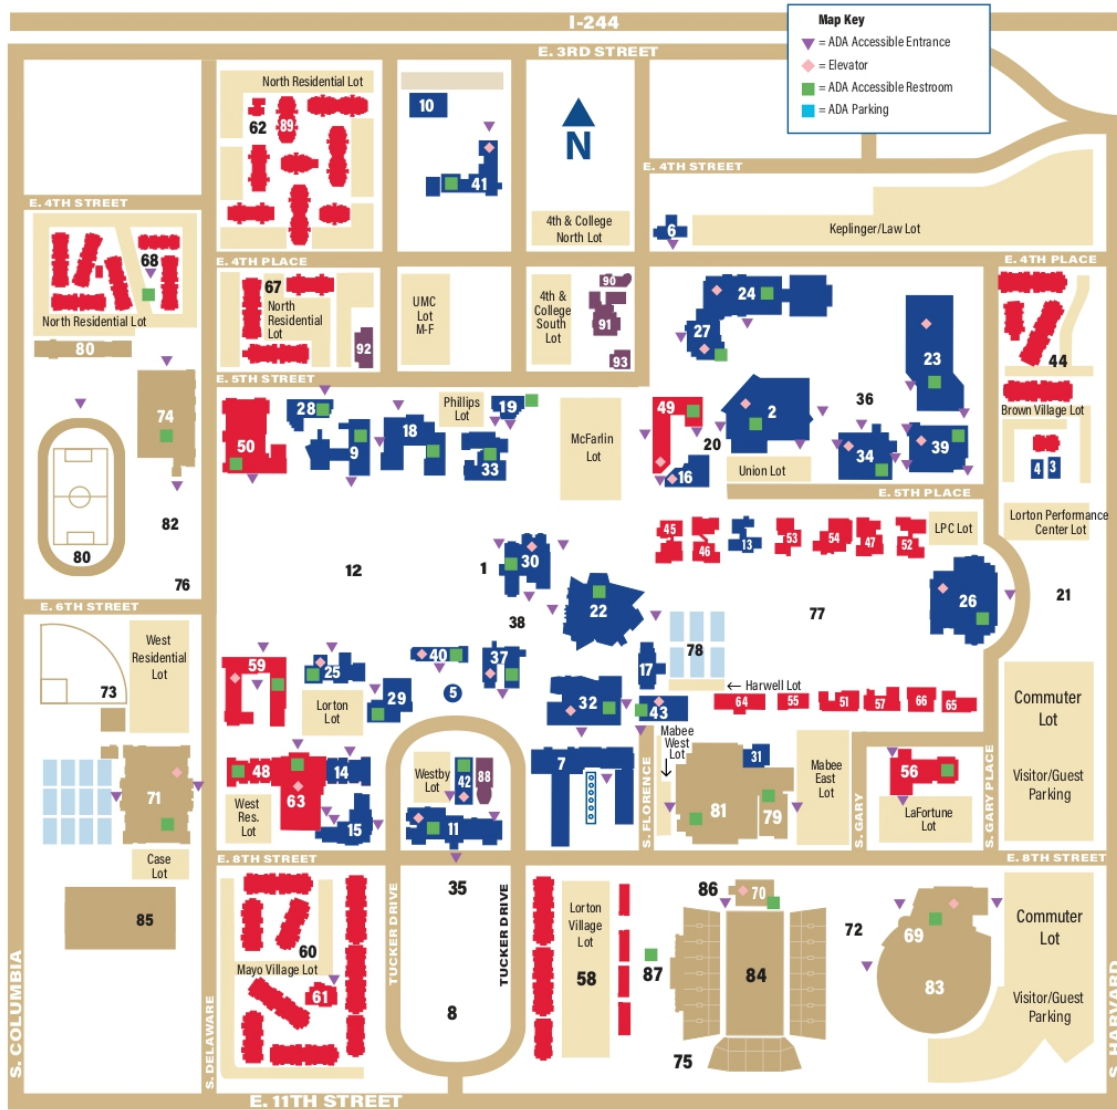 I-244
Map Key
= ADA Accessible Entrance
= Elevator
= ADA Accessible Restroom
= ADA Parking
E. 3RD STREET
North Residential Lot
62
89
10
41
N
E. 4TH STREET
4th & College
North Lot
6
Keplinger/Law Lot
E. 4TH STREET
68
North Residential Lot
80
E. 4TH PLACE
67
North
Residential
Lot
92
UMC
Lot
M-F
4th &
College
South
Lot
90
91
93
24
27
23
E. 4TH PLACE
44
Brown Village Lot
4
3
E. 5TH STREET
74
50
28
9
18
Phillips
Lot
19
33
McFarlin
Lot
49
16
20
2
Union Lot
36
34
39
E. 5TH PLACE
Lorton Performance
Center Lot
80
82
76
12
1
30
22
38
45
46
13
53
54
47
52
LPC Lot
26
21
77
78
E. 6TH STREET
West
Residential
Lot
73
59
25
Lorton
Lot
29
40
5
37
32
17
43
← Harwell Lot
64
55
51
57
66
65
Commuter
Lot
Visitor/Guest
Parking
71
Case
Lot
85
48
63
14
15
West
Res.
Lot
Westby
Lot
42
88
11
7
S. FLORENCE
Mabee
West
Lot
81
31
79
Mabee
East
Lot
S. GARY
56
LaFortune
Lot
S. GARY PLACE
E. 8TH STREET
E. 8TH STREET
60
Mayo Village Lot
61
TUCKER DRIVE
35
8
TUCKER DRIVE
Lorton
Village
Lot
58
87
86
70
84
75
72
69
83
Commuter
Lot
Visitor/Guest
Parking
S. COLUMBIA
S. DELAWARE
S. HARVARD
E. 11TH STREET